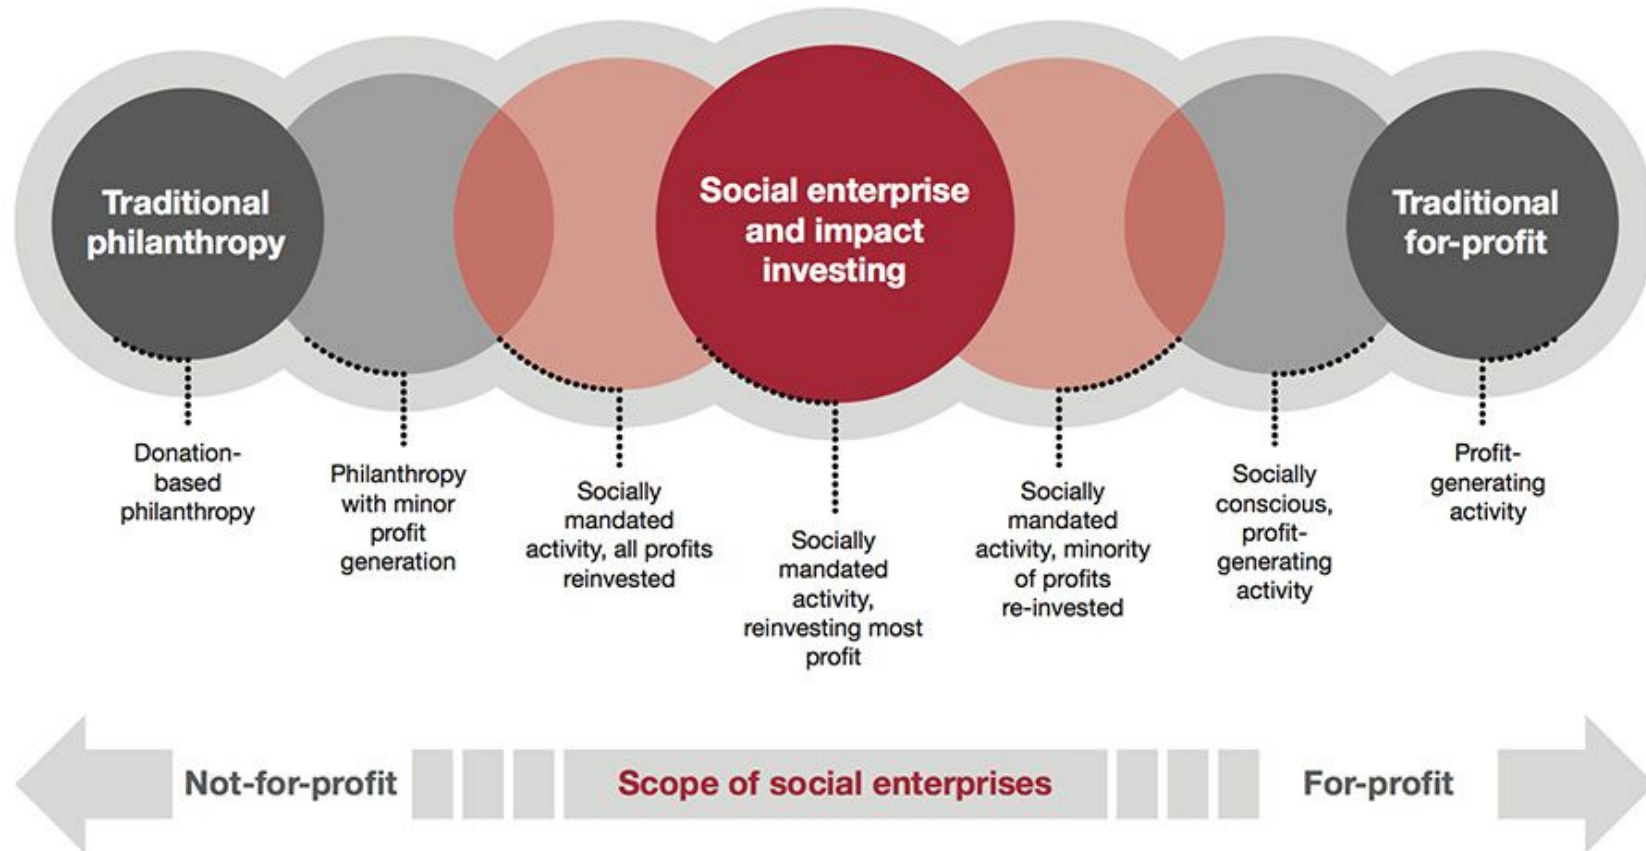 Traditional
philanthropy
Social enterprise
and impact
investing
Traditional
for-profit
Donation-
based
philanthropy
Philanthropy
with minor
profit
generation
Socially
mandated
activity, all profits
reinvested
Socially
mandated
activity,
reinvesting most
profit
Socially
mandated
activity, minority
of profits
re-invested
Socially
conscious,
profit-
generating
activity
Profit-
generating
activity
Not-for-profit
Scope of social enterprises
For-profit